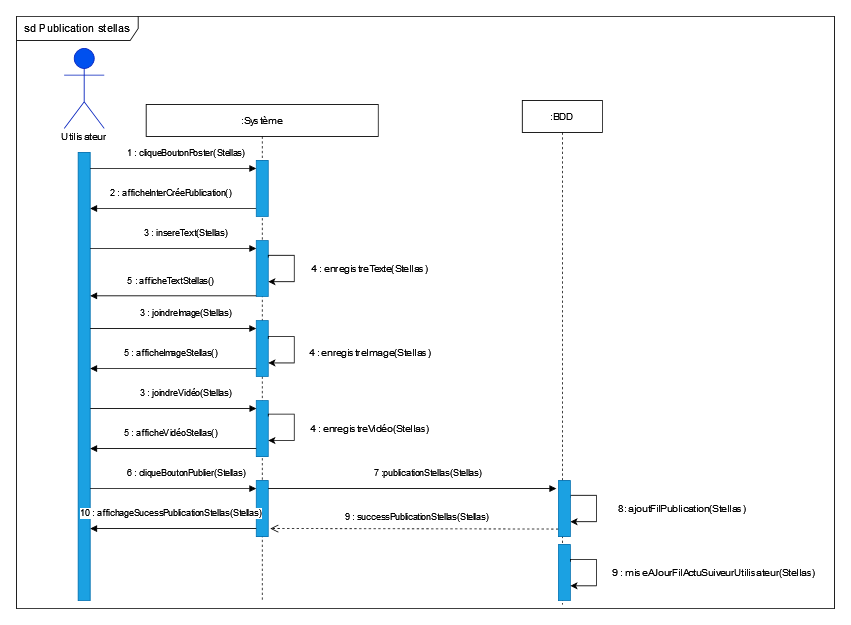 sd Publication stellas
Utilisateur
:Système
:BDD
1 : cliqueBoutonPoster(Stellas)
2 : afficheInterCréePublication()
3 : insereText(Stellas)
4 : enregistreTexte(Stellas)
5 : afficheTextStellas()
3 : joindreImage(Stellas)
4 : enregistreImage(Stellas)
5 : afficheImageStellas()
3 : joindreVidéo(Stellas)
4 : enregistreVidéo(Stellas)
5 : afficheVidéoStellas()
6 : cliqueBoutonPublier(Stellas)
7 :publicationStellas(Stellas)
8 : ajoutFilPublication(Stellas)
10 : affichageSucessPublicationStellas(Stellas)
9 : successPublicationStellas(Stellas)
9 : miseAJourFilActuSuiveurUtilisateur(Stellas)